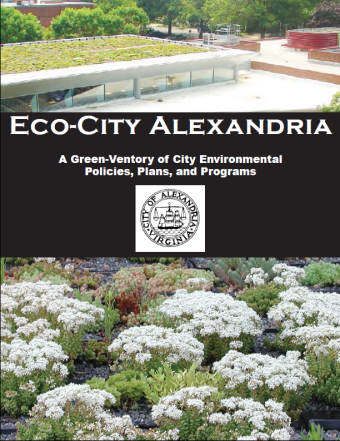 Eco-City Alexandria
A Green-Ventory of City Environmental
Policies, Plans, and Programs
CITY OF ALEXANDRIA
VIRGINIA